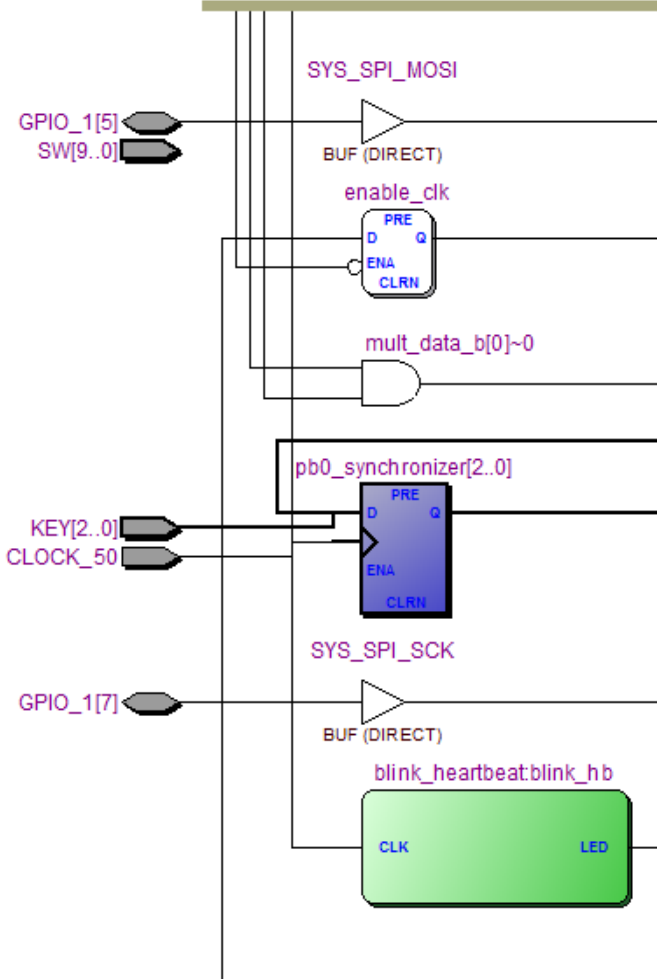 SYS_SPI_MOSI
GPIO_1[5]
SW[9..0]
BUF (DIRECT)
enable_clk
PRE
D Q
ENA
CLRN
mult_data_b[0]~0
pb0_synchronizer[2..0]
PRE
D Q
KEY[2..0]
CLOCK_50
ENA
CLRN
SYS_SPI_SCK
GPIO_1[7]
BUF (DIRECT)
blink_heartbeat:blink_hb
CLK LED